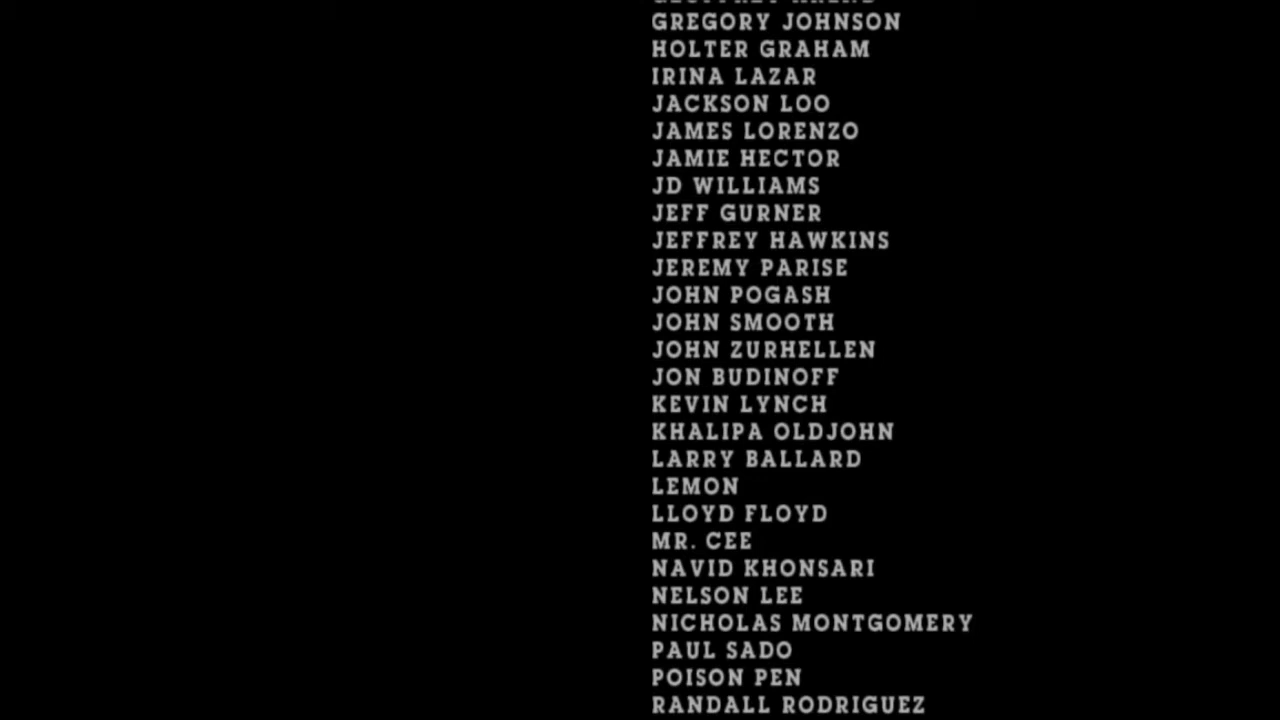 GREGORY JOHNSON
HOLTER GRAHAM
IRINA LAZAR
JACKSON LOO
JAMES LORENZO
JAMIE HECTOR
JD WILLIAMS
JEFF GURNER
JEFFREY HAWKINS
JEREMY PARISE
JOHN POGASH
JOHN SMOOTH
JOHN ZURHELLEN
JON BUDINOFF
KEVIN LYNCH
KHALIPA OLDJOHN
LARRY BALLARD
LEMON
LLOYD FLOYD
MR. CEE
NAVID KHONSARI
NELSON LEE
NICHOLAS MONTGOMERY
PAUL SADO
POISON PEN
RANDALL RODRIGUEZ